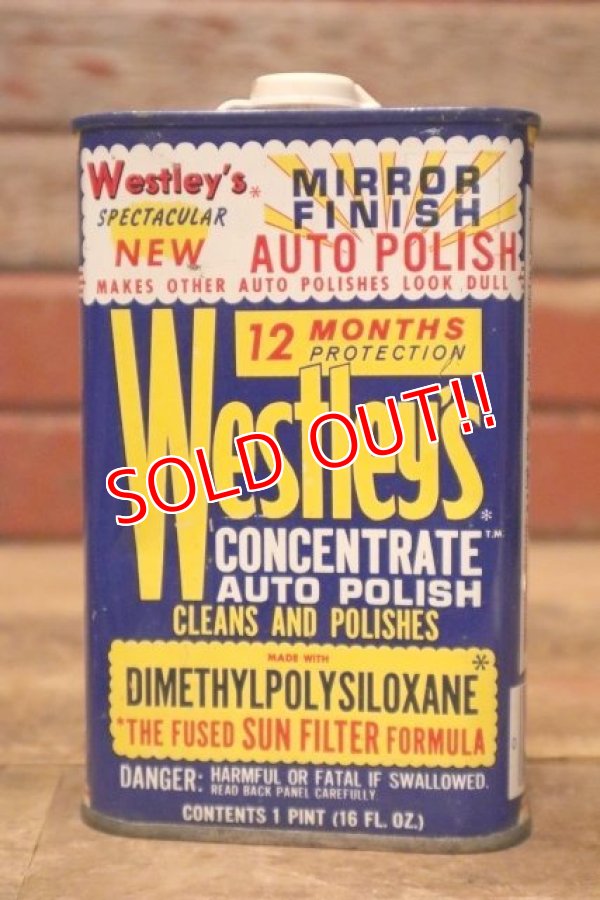 Westley's*
SPECTACULAR
NEW
MIRROR
FINISH
AUTO POLISH
MAKES OTHER AUTO POLISHES LOOK DULL
12 MONTHS
PROTECTION
Westley's*
SOLD OUT!!
CONCENTRATE™
AUTO POLISH
CLEANS AND POLISHES
MADE WITH
DIMETHYLPOLYSILOXANE*
*THE FUSED SUN FILTER FORMULA
DANGER: HARMFUL OR FATAL IF SWALLOWED.
READ BACK PANEL CAREFULLY.
CONTENTS 1 PINT (16 FL. OZ.)